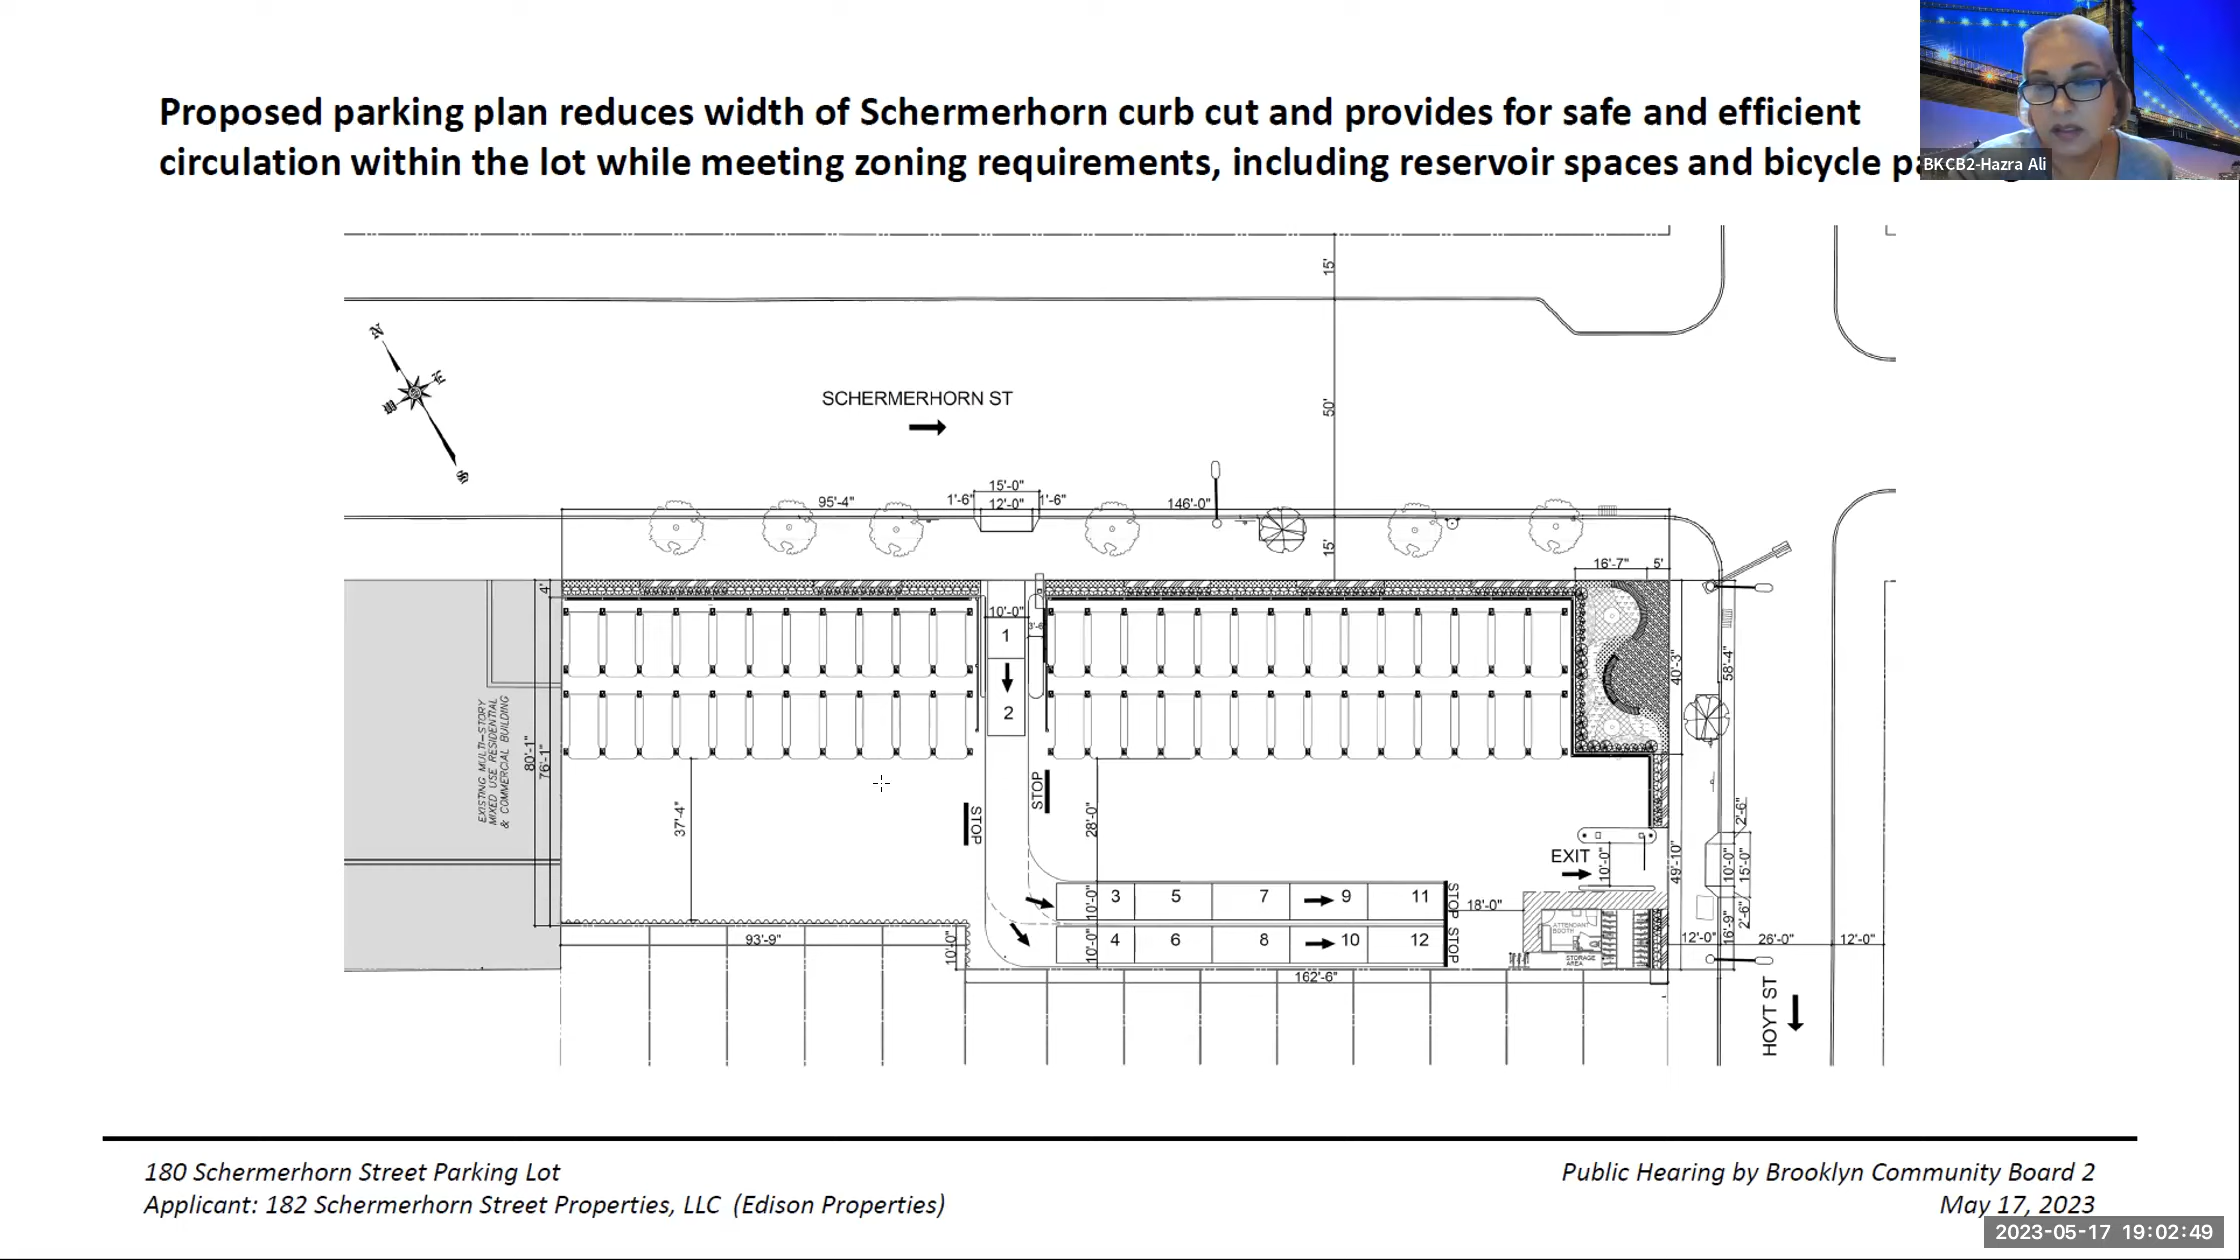 Proposed parking plan reduces width of Schermerhorn curb cut and provides for safe and efficient
circulation within the lot while meeting zoning requirements, including reservoir spaces and bicycle
BKCB2-Hazra Ali
15'
N
E
W
S
SCHERMERHORN ST
50'
15'-0"
95'-4"
1'-6"
12'-0"
1'-6"
146'-0"
15'
16'-7"
5'
4'
10'-0"
1
2
40'-3"
58'-4"
EXISTING MULTI-STORY
MIXED USE RESIDENTIAL
& COMMERCIAL BUILDING
80'-1"
76'-1"
37'-4"
STOP
STOP
28'-0"
2'-6"
EXIT
10'-0"
49'-10"
10'-0"
15'-0"
10'-0"
3
5
7
9
11
STOP
18'-0"
2'-6"
16'-9"
ATTENDANT
BOOTH
STORAGE
AREA
93'-9"
10'-0"
10'-0"
4
6
8
10
12
STOP
12'-0"
26'-0"
12'-0"
162'-6"
HOYT ST
180 Schermerhorn Street Parking Lot
Applicant: 182 Schermerhorn Street Properties, LLC (Edison Properties)
Public Hearing by Brooklyn Community Board 2
May 17, 2023
2023-05-17 19:02:49